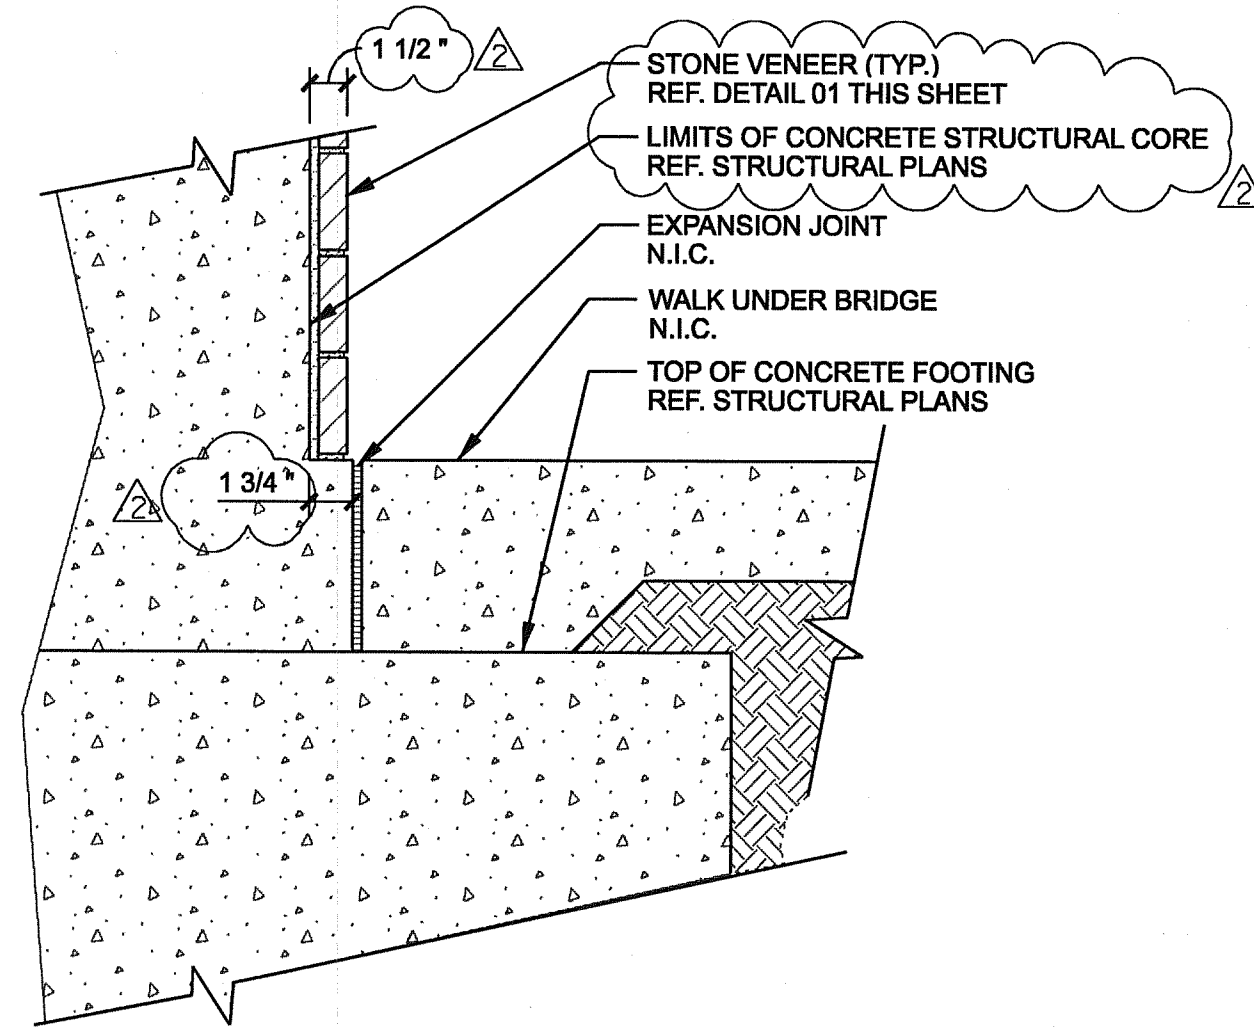 1 1/2 "
2
STONE VENEER (TYP.)
REF. DETAIL 01 THIS SHEET
LIMITS OF CONCRETE STRUCTURAL CORE
REF. STRUCTURAL PLANS
2
EXPANSION JOINT
N.I.C.
WALK UNDER BRIDGE
N.I.C.
TOP OF CONCRETE FOOTING
REF. STRUCTURAL PLANS
1 3/4 "
2